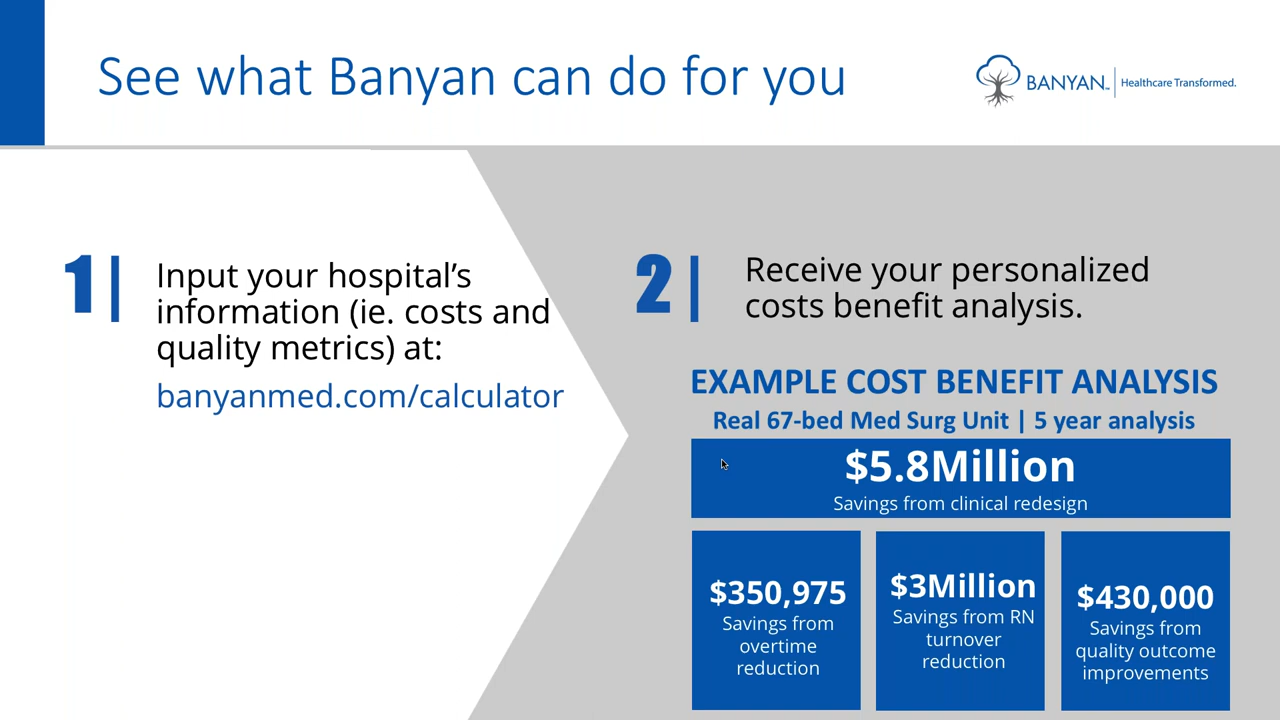 See what Banyan can do for you
BANYAN™ Healthcare Transformed.
1
Input your hospital’s
information (ie. costs and
quality metrics) at:
banyanmed.com/calculator
2
Receive your personalized
costs benefit analysis.
EXAMPLE COST BENEFIT ANALYSIS
Real 67-bed Med Surg Unit | 5 year analysis
$5.8Million
Savings from clinical redesign
$350,975
Savings from
overtime
reduction
$3Million
Savings from RN
turnover
reduction
$430,000
Savings from
quality outcome
improvements